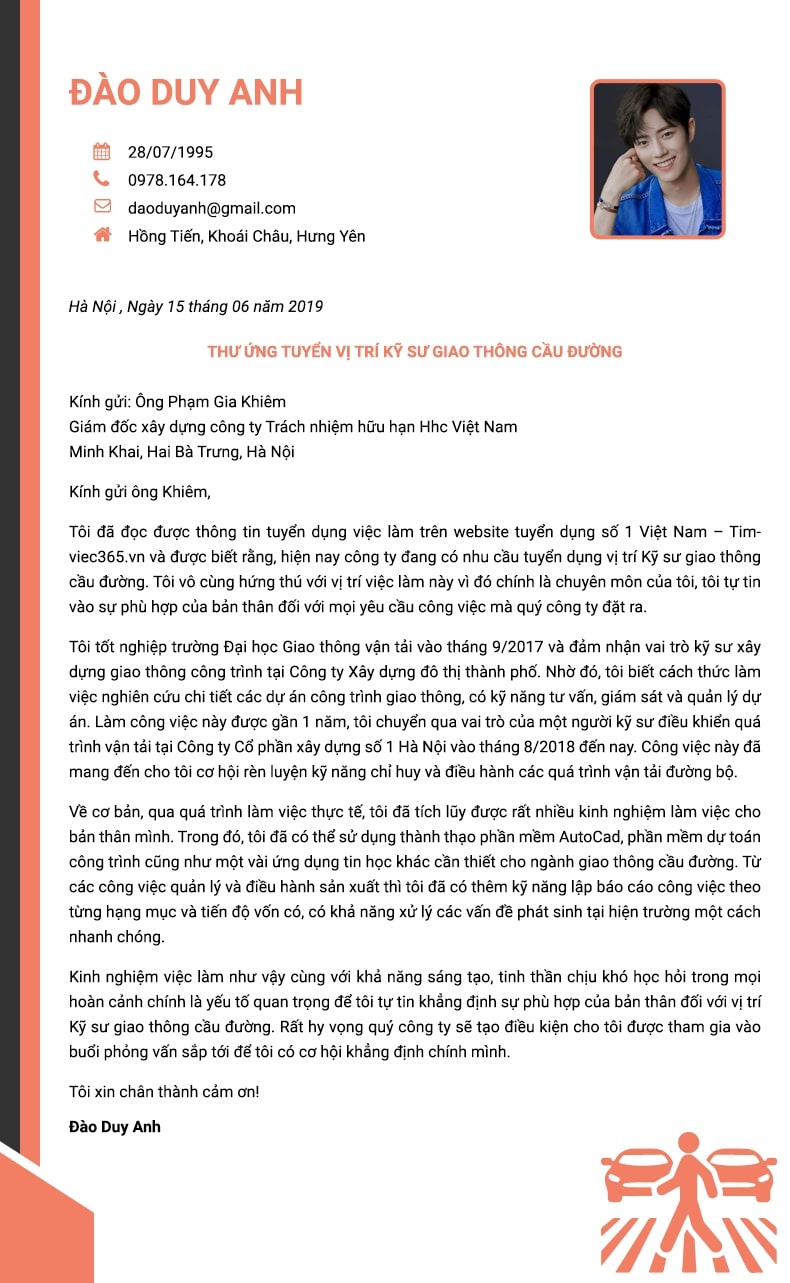 ĐÀO DUY ANH
28/07/1995
0978.164.178
daoduyanh@gmail.com
Hồng Tiến, Khoái Châu, Hưng Yên
Hà Nội , Ngày 15 tháng 06 năm 2019
THƯ ỨNG TUYỂN VỊ TRÍ KỸ SƯ GIAO THÔNG CẦU ĐƯỜNG
Kính gửi: Ông Phạm Gia Khiêm
Giám đốc xây dựng công ty Trách nhiệm hữu hạn Hhc Việt Nam
Minh Khai, Hai Bà Trưng, Hà Nội
Kính gửi ông Khiêm,
Tôi đã đọc được thông tin tuyển dụng việc làm trên website tuyển dụng số 1 Việt Nam – Tim-
viec365.vn và được biết rằng, hiện nay công ty đang có nhu cầu tuyển dụng vị trí Kỹ sư giao thông
cầu đường. Tôi vô cùng hứng thú với vị trí việc làm này vì đó chính là chuyên môn của tôi, tôi tự tin
vào sự phù hợp của bản thân đối với mọi yêu cầu công việc mà quý công ty đặt ra.
Tôi tốt nghiệp trường Đại học Giao thông vận tải vào tháng 9/2017 và đảm nhận vai trò kỹ sư xây
dựng giao thông công trình tại Công ty Xây dựng đô thị thành phố. Nhờ đó, tôi biết cách thức làm
việc nghiên cứu chi tiết các dự án công trình giao thông, có kỹ năng tư vấn, giám sát và quản lý dự
án. Làm công việc này được gần 1 năm, tôi chuyển qua vai trò của một người kỹ sư điều khiển quá
trình vận tải tại Công ty Cổ phần xây dựng số 1 Hà Nội vào tháng 8/2018 đến nay. Công việc này đã
mang đến cho tôi cơ hội rèn luyện kỹ năng chỉ huy và điều hành các quá trình vận tải đường bộ.
Về cơ bản, qua quá trình làm việc thực tế, tôi đã tích lũy được rất nhiều kinh nghiệm làm việc cho
bản thân mình. Trong đó, tôi đã có thể sử dụng thành thạo phần mềm AutoCad, phần mềm dự toán
công trình cũng như một vài ứng dụng tin học khác cần thiết cho ngành giao thông cầu đường. Từ
các công việc quản lý và điều hành sản xuất thì tôi đã có thêm kỹ năng lập báo cáo công việc theo
từng hạng mục và tiến độ vốn có, có khả năng xử lý các vấn đề phát sinh tại hiện trường một cách
nhanh chóng.
Kinh nghiệm việc làm như vậy cùng với khả năng sáng tạo, tinh thần chịu khó học hỏi trong mọi
hoàn cảnh chính là yếu tố quan trọng để tôi tự tin khẳng định sự phù hợp của bản thân đối với vị trí
Kỹ sư giao thông cầu đường. Rất hy vọng quý công ty sẽ tạo điều kiện cho tôi được tham gia vào
buổi phỏng vấn sắp tới để tôi có cơ hội khẳng định chính mình.
Tôi xin chân thành cảm ơn!
Đào Duy Anh